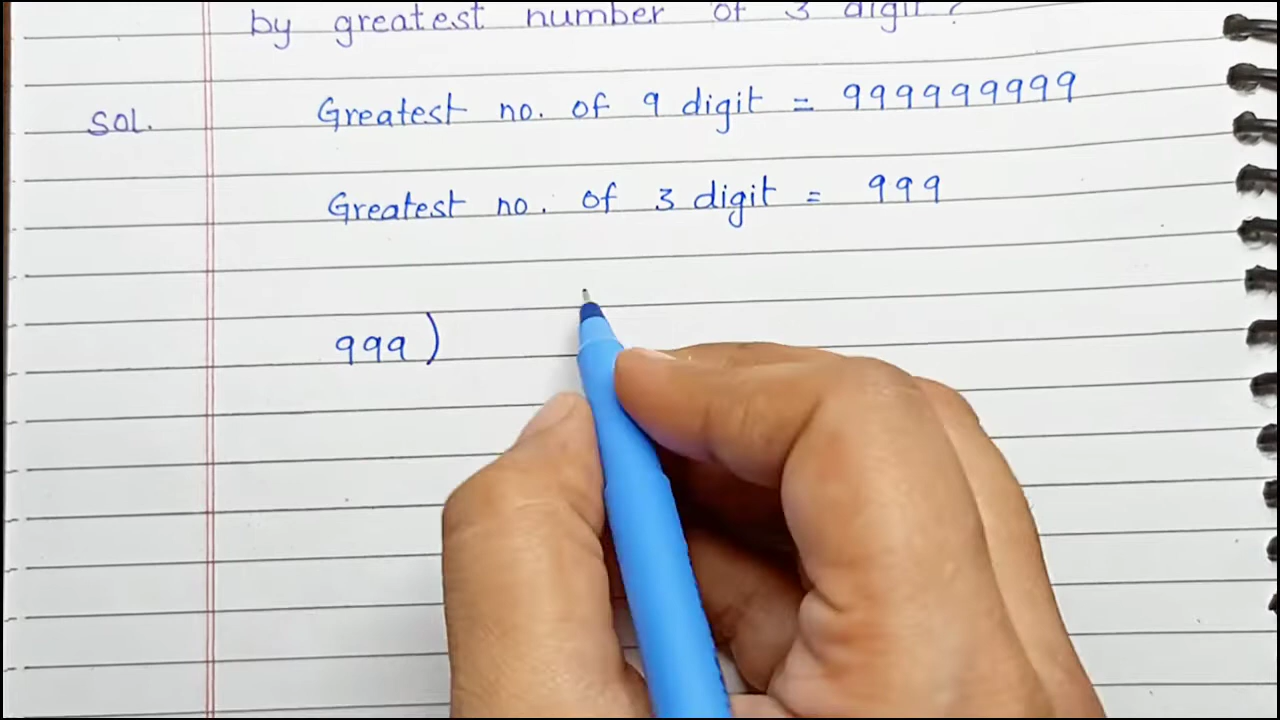 by greatest number of 3 digit?
Sol. Greatest no. of 9 digit = 999999999
Greatest no. of 3 digit = 999
999)